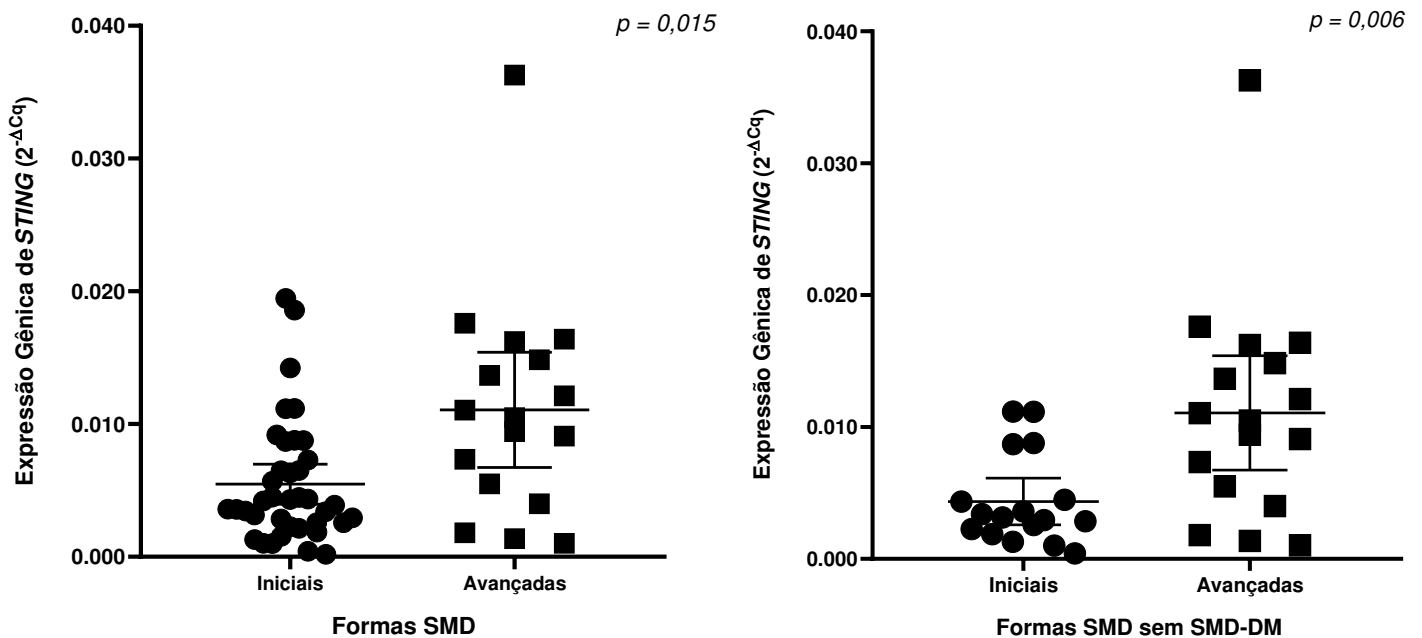 p = 0,015
Expressão Gênica de STING (2^-ΔCq)
0.040
0.030
0.020
0.010
0.000
Iniciais Avançadas
Formas SMD
p = 0,006
Expressão Gênica de STING (2^-ΔCq)
0.040
0.030
0.020
0.010
0.000
Iniciais Avançadas
Formas SMD sem SMD-DM